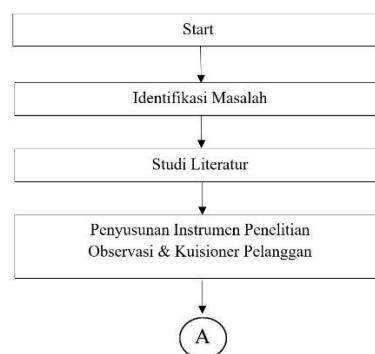 Start
Identifikasi Masalah
Studi Literatur
Penyusunan Instrumen Penelitian
Observasi & Kuisioner Pelanggan
A